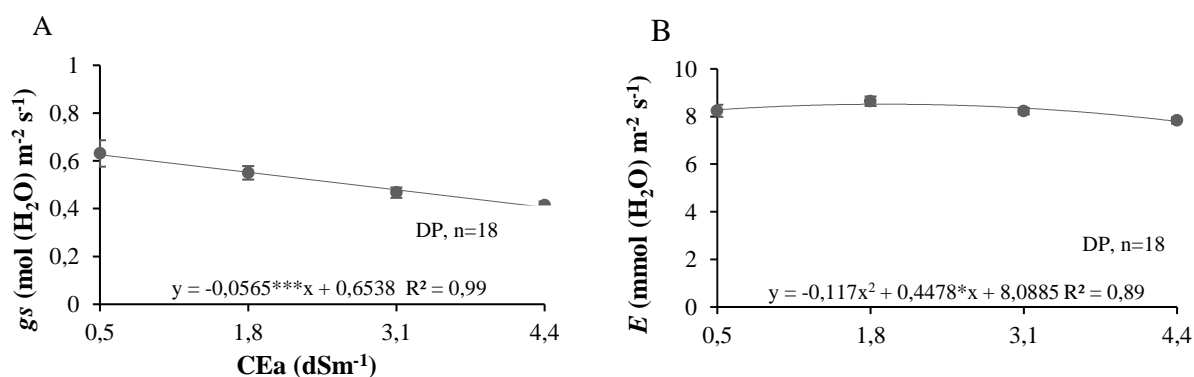 A
gs (mol (H₂O) m⁻² s⁻¹)
1
0,8
0,6
0,4
0,2
0
DP, n=18
y = -0,0565***x + 0,6538 R² = 0,99
0,5 1,8 3,1 4,4
CEa (dSm⁻¹)
B
E (mmol (H₂O) m⁻² s⁻¹)
10
8
6
4
2
0
DP, n=18
y = -0,117x² + 0,4478*x + 8,0885 R² = 0,89
0,5 1,8 3,1 4,4